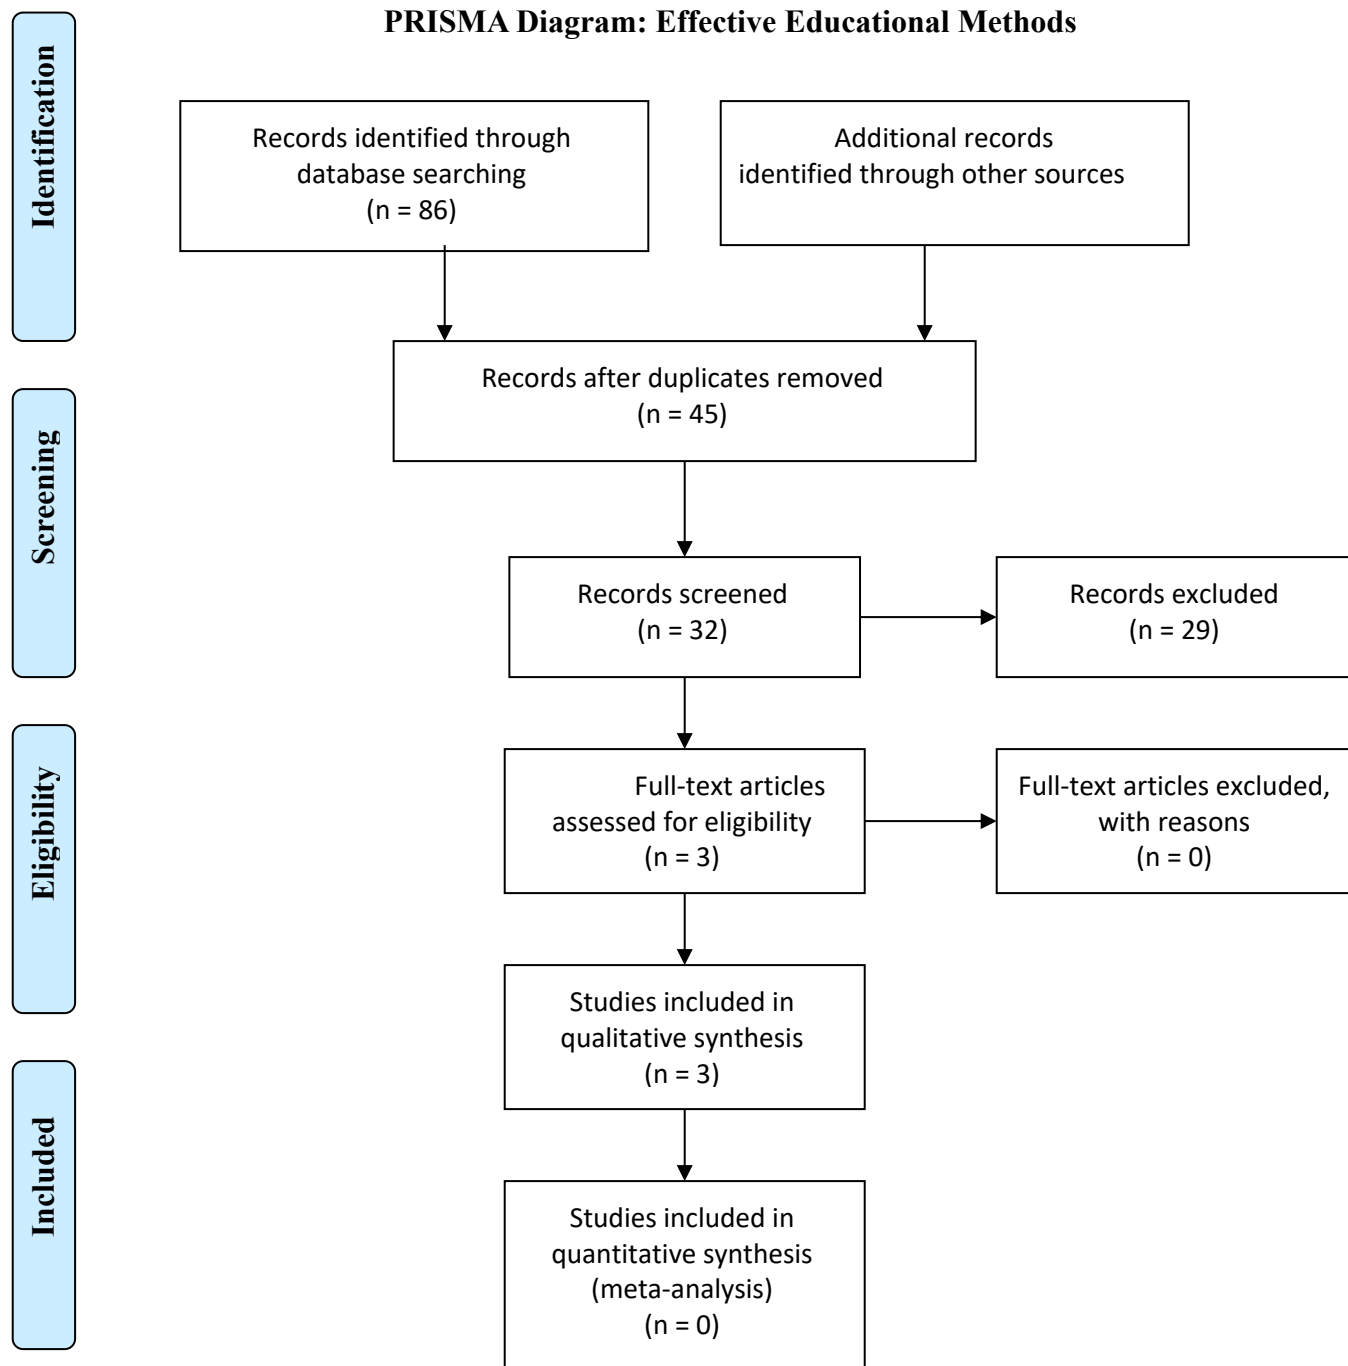 PRISMA Diagram: Effective Educational Methods
Identification
Records identified through
database searching
(n = 86)
Additional records
identified through other sources
Records after duplicates removed
(n = 45)
Screening
Records screened
(n = 32)
Records excluded
(n = 29)
Eligibility
Full-text articles
assessed for eligibility
(n = 3)
Full-text articles excluded,
with reasons
(n = 0)
Studies included in
qualitative synthesis
(n = 3)
Included
Studies included in
quantitative synthesis
(meta-analysis)
(n = 0)